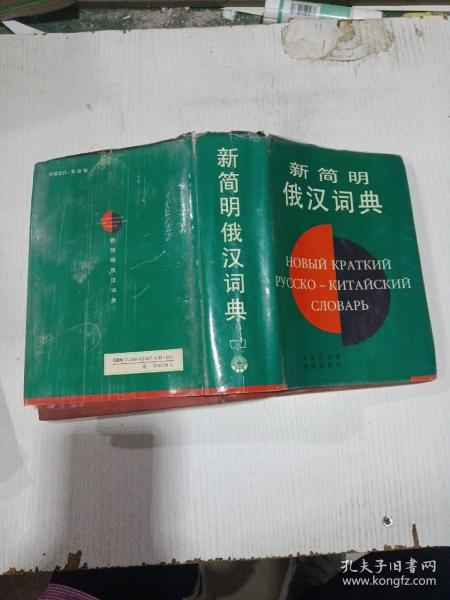 新简明
俄汉词典
НОВЫЙ КРАТКИЙ
РУССКО – КИТАЙСКИЙ
СЛОВАРЬ
新简明俄汉词典
新简明俄汉词典
孔夫子旧书网
www.kongfz.com